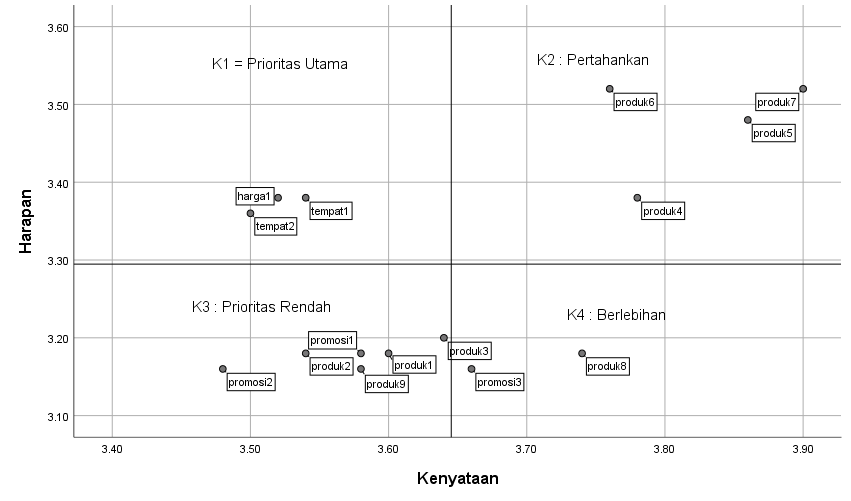 3.60
K1 = Prioritas Utama
K2 : Pertahankan
3.50
produk6
produk7
produk5
3.40
harga1
tempat1
produk4
tempat2
Harapan
3.30
K3 : Prioritas Rendah
K4 : Berlebihan
3.20
promosi1
produk3
produk2
produk1
produk8
promosi2
produk9
promosi3
3.10
3.40
3.50
3.60
3.70
3.80
3.90
Kenyataan